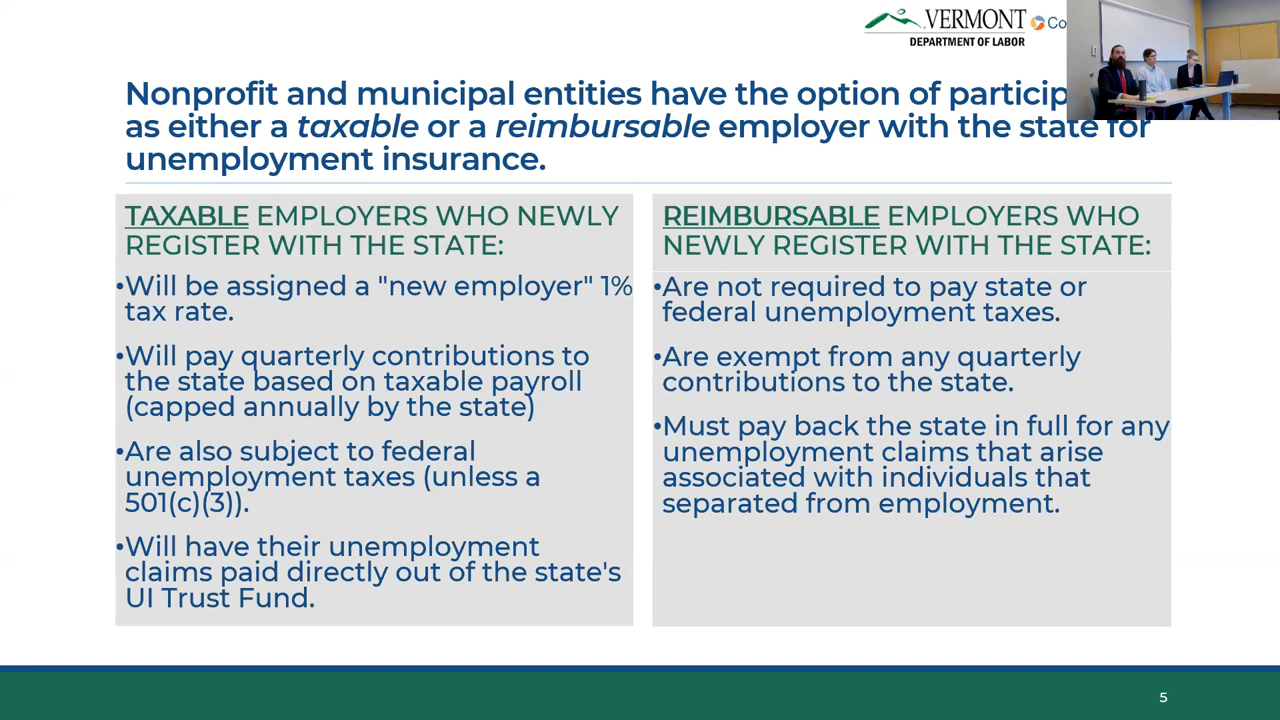 VERMONT
DEPARTMENT OF LABOR
Co
Nonprofit and municipal entities have the option of particip
as either a taxable or a reimbursable employer with the state for
unemployment insurance.
TAXABLE EMPLOYERS WHO NEWLY
REGISTER WITH THE STATE:
•Will be assigned a "new employer" 1%
tax rate.
•Will pay quarterly contributions to
the state based on taxable payroll
(capped annually by the state)
•Are also subject to federal
unemployment taxes (unless a
501(c)(3)).
•Will have their unemployment
claims paid directly out of the state's
UI Trust Fund.
REIMBURSABLE EMPLOYERS WHO
NEWLY REGISTER WITH THE STATE:
•Are not required to pay state or
federal unemployment taxes.
•Are exempt from any quarterly
contributions to the state.
•Must pay back the state in full for any
unemployment claims that arise
associated with individuals that
separated from employment.
5